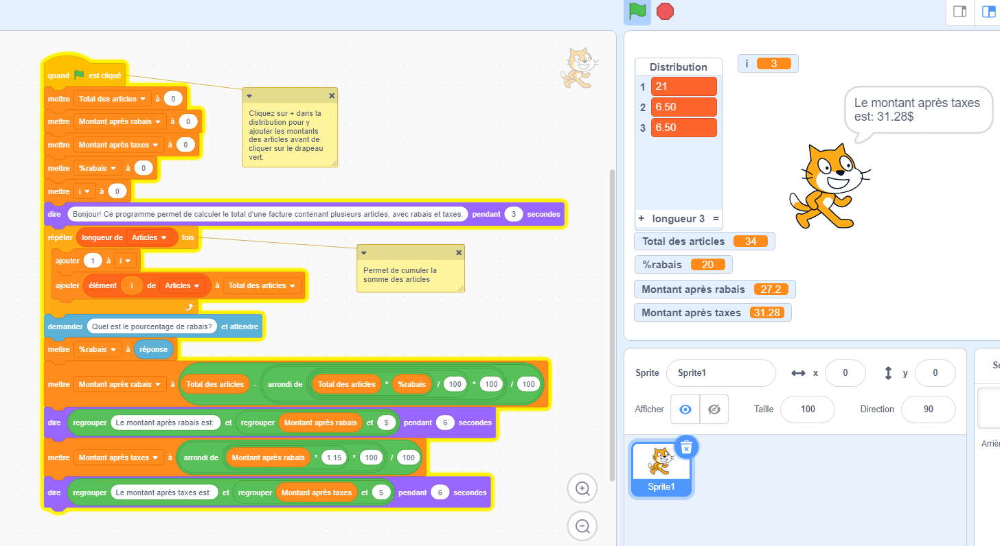 quand est cliqué
mettre Total des articles à 0
mettre Montant après rabais à 0
mettre Montant après taxes à 0
mettre %rabais à 0
mettre i à 0
dire Bonjour! Ce programme permet de calculer le total d'une facture contenant plusieurs articles, avec rabais et taxes. pendant 3 secondes
répéter longueur de Articles fois
ajouter 1 à i
ajouter élément i de Articles à Total des articles
demander Quel est le pourcentage de rabais? et attendre
mettre %rabais à réponse
mettre Montant après rabais à Total des articles - arrondi de Total des articles * %rabais / 100 * 100 / 100
dire regrouper Le montant après rabais est: et regrouper Montant après rabais et $ pendant 6 secondes
mettre Montant après taxes à arrondi de Montant après rabais * 1.15 * 100 / 100
dire regrouper Le montant après taxes est: et regrouper Montant après taxes et $ pendant 6 secondes
Cliquez sur + dans la
distribution pour y
ajouter les montants
des articles avant de
cliquer sur le drapeau
vert.
Permet de cumuler la
somme des articles
Distribution
1 21
2 6.50
3 6.50
+ longueur 3 =
i 3
Le montant après taxes
est: 31.28$
Total des articles 34
%rabais 20
Montant après rabais 27.2
Montant après taxes 31.28
Sprite Sprite1 x 0 y 0
Afficher Taille 100 Direction 90
Sprite1